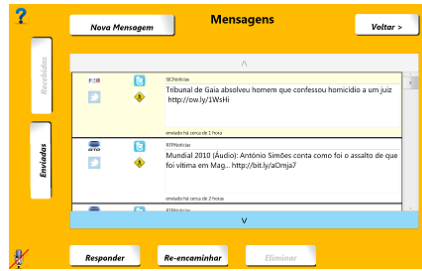 ?
Nova Mensagem
Mensagens
Voltar >
Recebidas
Enviadas
SICNoticias
Tribunal de Gaia absolveu homem que confessou homicídio a um juiz
http://ow.ly/1WsHi
enviado há cerca de 1 hora
RTPNoticias
Mundial 2010 (Áudio): António Simões conta como foi o assalto de que
foi vítima em Mag... http://bit.ly/aOmja7
enviado há cerca de 2 horas
RTPNoticias
Responder
Re-encaminhar
Eliminar